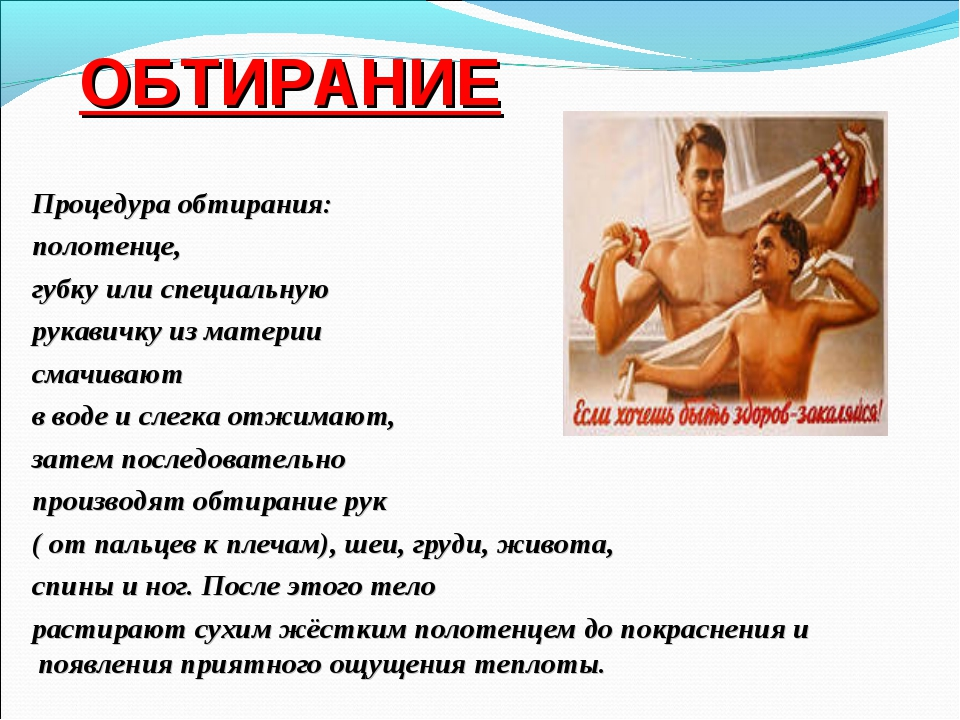 ОБТИРАНИЕ
Процедура обтирания:
полотенце,
губку или специальную
рукавичку из материи
смачивают
в воде и слегка отжимают,
затем последовательно
производят обтирание рук
( от пальцев к плечам), шеи, груди, живота,
спины и ног. После этого тело
растирают сухим жёстким полотенцем до покраснения и
появления приятного ощущения теплоты.
Если хочешь быть здоров-закаляйся!